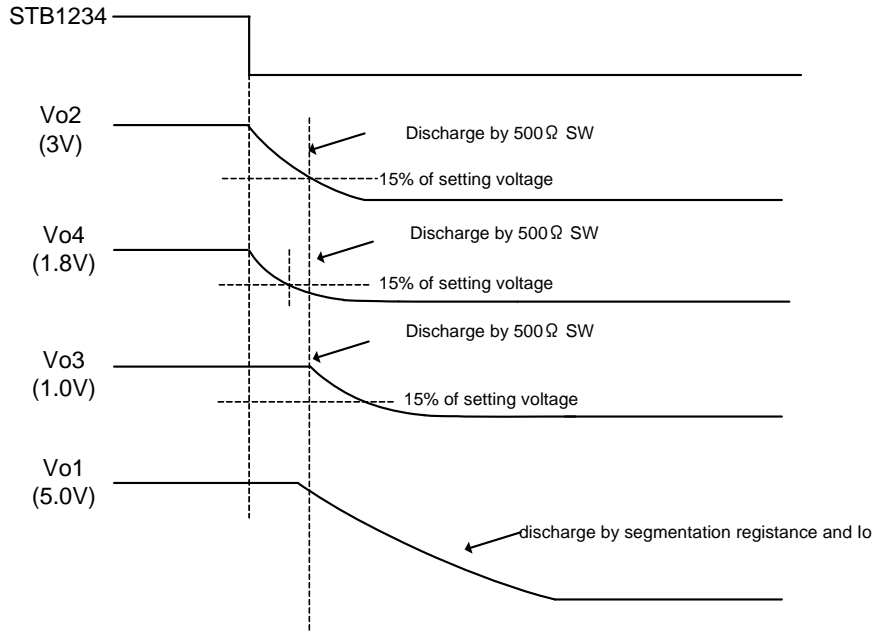 STB1234
Vo2
(3V)
Discharge by 500Ω SW
15% of setting voltage
Vo4
(1.8V)
Discharge by 500Ω SW
15% of setting voltage
Vo3
(1.0V)
Discharge by 500Ω SW
15% of setting voltage
Vo1
(5.0V)
discharge by segmentation registance and Io